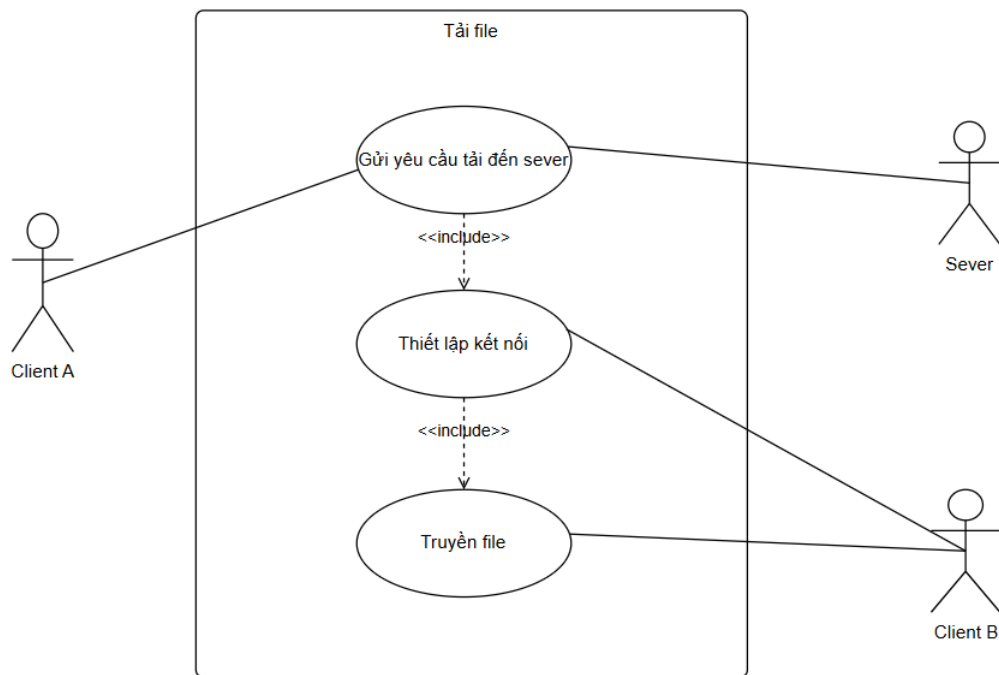 Tải file
Gửi yêu cầu tải đến sever
<<include>>
Sever
Thiết lập kết nối
Client A
<<include>>
Truyền file
Client B